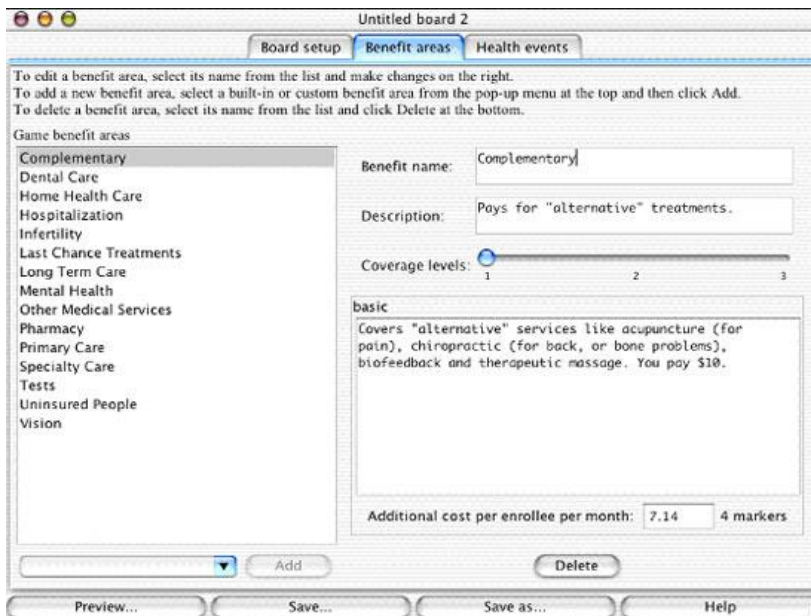 Untitled board 2
Board setup
Benefit areas
Health events
To edit a benefit area, select its name from the list and make changes on the right.
To add a new benefit area, select a built-in or custom benefit area from the pop-up menu at the top and then click Add.
To delete a benefit area, select its name from the list and click Delete at the bottom.
Game benefit areas
Complementary
Dental Care
Home Health Care
Hospitalization
Infertility
Last Chance Treatments
Long Term Care
Mental Health
Other Medical Services
Pharmacy
Primary Care
Specialty Care
Tests
Uninsured People
Vision
Benefit name:
Complementary
Description:
Pays for "alternative" treatments.
Coverage levels:
1 2 3
basic
Covers "alternative" services like acupuncture (for
pain), chiropractic (for back, or bone problems),
biofeedback and therapeutic massage. You pay $10.
Additional cost per enrollee per month: 7.14 4 markers
Add
Delete
Preview...
Save...
Save as...
Help